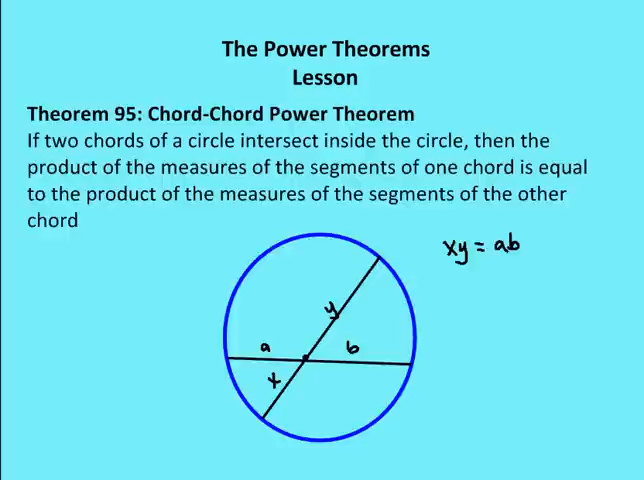 The Power Theorems
Lesson
Theorem 95: Chord-Chord Power Theorem
If two chords of a circle intersect inside the circle, then the
product of the measures of the segments of one chord is equal
to the product of the measures of the segments of the other
chord
xy = ab
y
a
b
x